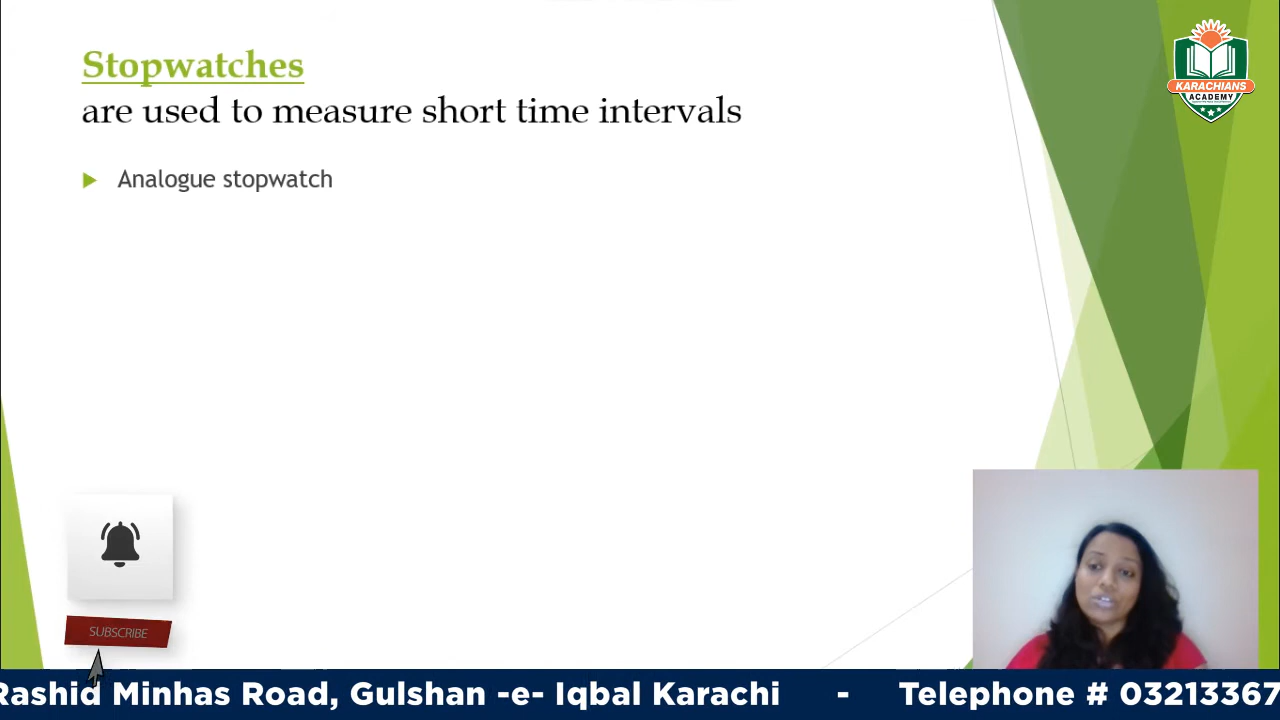 Stopwatches
are used to measure short time intervals
Analogue stopwatch
KARACHIANS
ACADEMY
SUBSCRIBE
Rashid Minhas Road, Gulshan -e- Iqbal Karachi - Telephone # 03213367